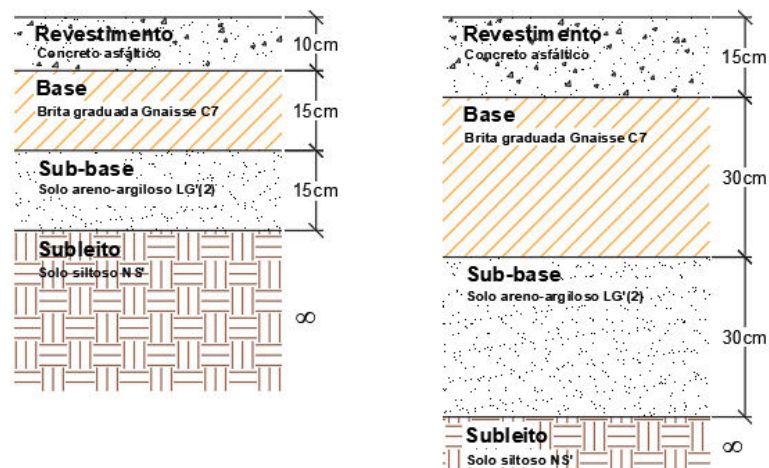 Revestimento
Concreto asfáltico
10cm
Base
Brita graduada Gnaisse C7
15cm
Sub-base
Solo areno-argiloso LG'(2)
15cm
Subleito
Solo siltoso NS'
∞
Revestimento
Concreto asfáltico
15cm
Base
Brita graduada Gnaisse C7
30cm
Sub-base
Solo areno-argiloso LG'(2)
30cm
Subleito
Solo siltoso NS'
∞